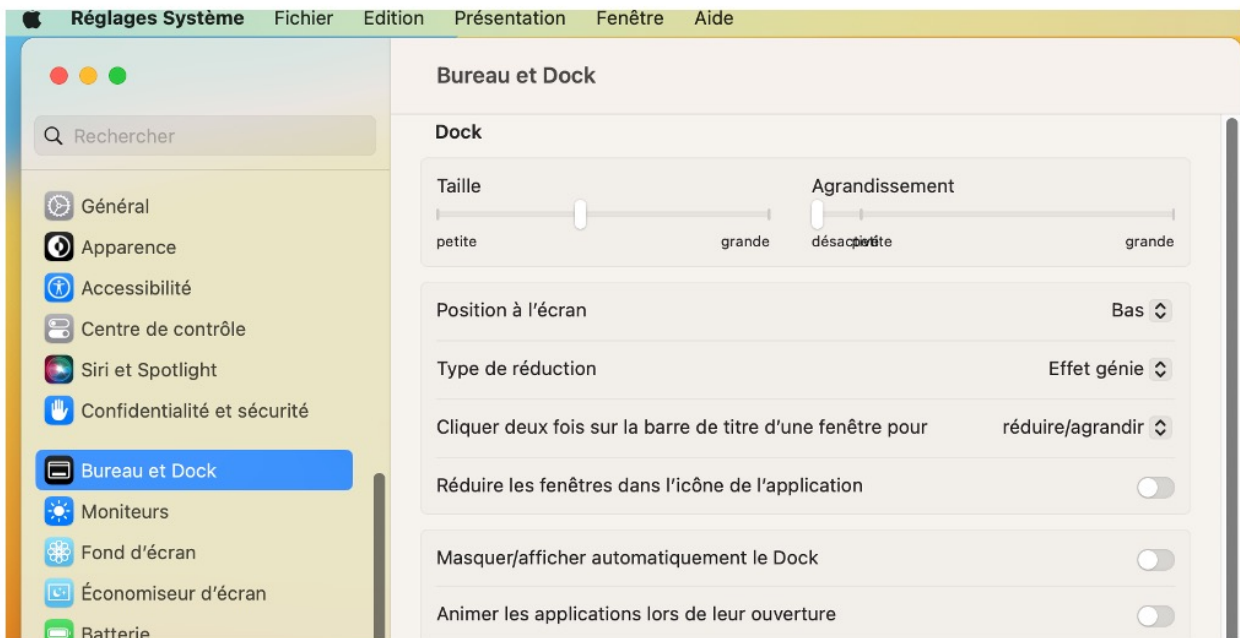 Réglages Système Fichier Edition Présentation Fenêtre Aide
Rechercher
Général
Apparence
Accessibilité
Centre de contrôle
Siri et Spotlight
Confidentialité et sécurité
Bureau et Dock
Moniteurs
Fond d'écran
Économiseur d'écran
Batterie
Bureau et Dock
Dock
Taille Agrandissement
petite grande désactivé petite grande
Position à l'écran Bas
Type de réduction Effet génie
Cliquer deux fois sur la barre de titre d'une fenêtre pour réduire/agrandir
Réduire les fenêtres dans l'icône de l'application
Masquer/afficher automatiquement le Dock
Animer les applications lors de leur ouverture